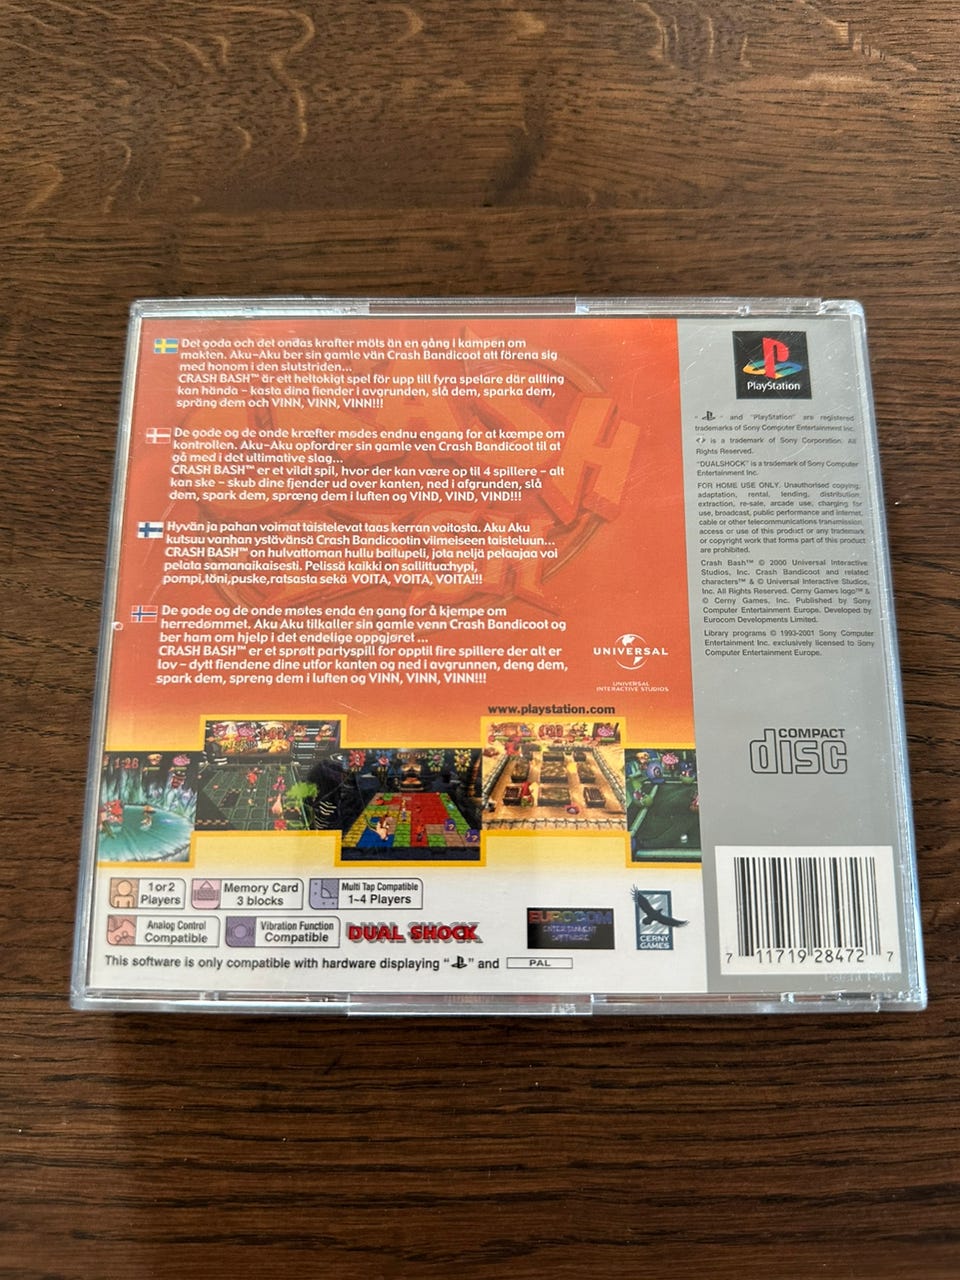 Det goda och det ondas krafter möts än en gång i kampen om
makten. Aku-Aku ber sin gamle vän Crash Bandicoot att förena sig
med honom i den slutstriden...
CRASH BASH™ är ett heltokigt spel för upp till fyra spelare där allting
kan hända – kasta dina fiender i avgrunden, slå dem, sparka dem,
spräng dem och VINN, VINN, VINN!!!
De gode og de onde kræfter mødes endnu engang for at kæmpe om
kontrollen. Aku-Aku opfordrer sin gamle ven Crash Bandicoot til at
gå med i det ultimative slag...
CRASH BASH™ er et vildt spil, hvor der kan være op til 4 spillere – alt
kan ske – skub dine fjender ud over kanten, ned i afgrunden, slå
dem, spark dem, spræng dem i luften og VIND, VIND, VIND!!!
Hyvän ja pahan voimat taistelevat taas kerran voitosta. Aku Aku
kutsuu vanhan ystävänsä Crash Bandicootin viimeiseen taisteluun...
CRASH BASH™ on hulvattoman hullu bailupeli, jota neljä pelaajaa voi
pelata samanaikaisesti. Pelissä kaikki on sallittua:hypi,
pompi,töni,puske,ratsasta sekä VOITA, VOITA, VOITA!!!
De gode og de onde møtes enda én gang for å kjempe om
herredømmet. Aku Aku tilkaller sin gamle venn Crash Bandicoot og
ber ham om hjelp i det endelige oppgjøret ...
CRASH BASH™ er et sprøtt partyspill for opptil fire spillere der alt er
lov – dytt fiendene dine utfor kanten og ned i avgrunnen, deng dem,
spark dem, spreng dem i luften og VINN, VINN, VINN!!!
UNIVERSAL
UNIVERSAL
INTERACTIVE STUDIOS
www.playstation.com
1:28
1 or 2
Players
Memory Card
3 blocks
Multi Tap Compatible
1~4 Players
Analog Control
Compatible
Vibration Function
Compatible
DUAL SHOCK
EUROCOM
ENTERTAINMENT
SOFTWARE
CERNY
GAMES
This software is only compatible with hardware displaying " " and PAL
PlayStation
" " and "PlayStation" are registered
trademarks of Sony Computer Entertainment Inc.
is a trademark of Sony Corporation. All
Rights Reserved.
"DUALSHOCK" is a trademark of Sony Computer
Entertainment Inc.
FOR HOME USE ONLY. Unauthorised copying,
adaptation, rental, lending, distribution,
extraction, re-sale, arcade use, charging for
use, broadcast, public performance and internet,
cable or other telecommunications transmission,
access or use of this product or any trademark
or copyright work that forms part of this product
are prohibited.
Crash Bash™ © 2000 Universal Interactive
Studios, Inc. Crash Bandicoot and related
characters™ & © Universal Interactive Studios,
Inc. All Rights Reserved. Cerny Games logo™ &
© Cerny Games, Inc. Published by Sony
Computer Entertainment Europe. Developed by
Eurocom Developments Limited.
Library programs © 1993-2001 Sony Computer
Entertainment Inc. exclusively licensed to Sony
Computer Entertainment Europe.
COMPACT
disc
7 11719 28472 7